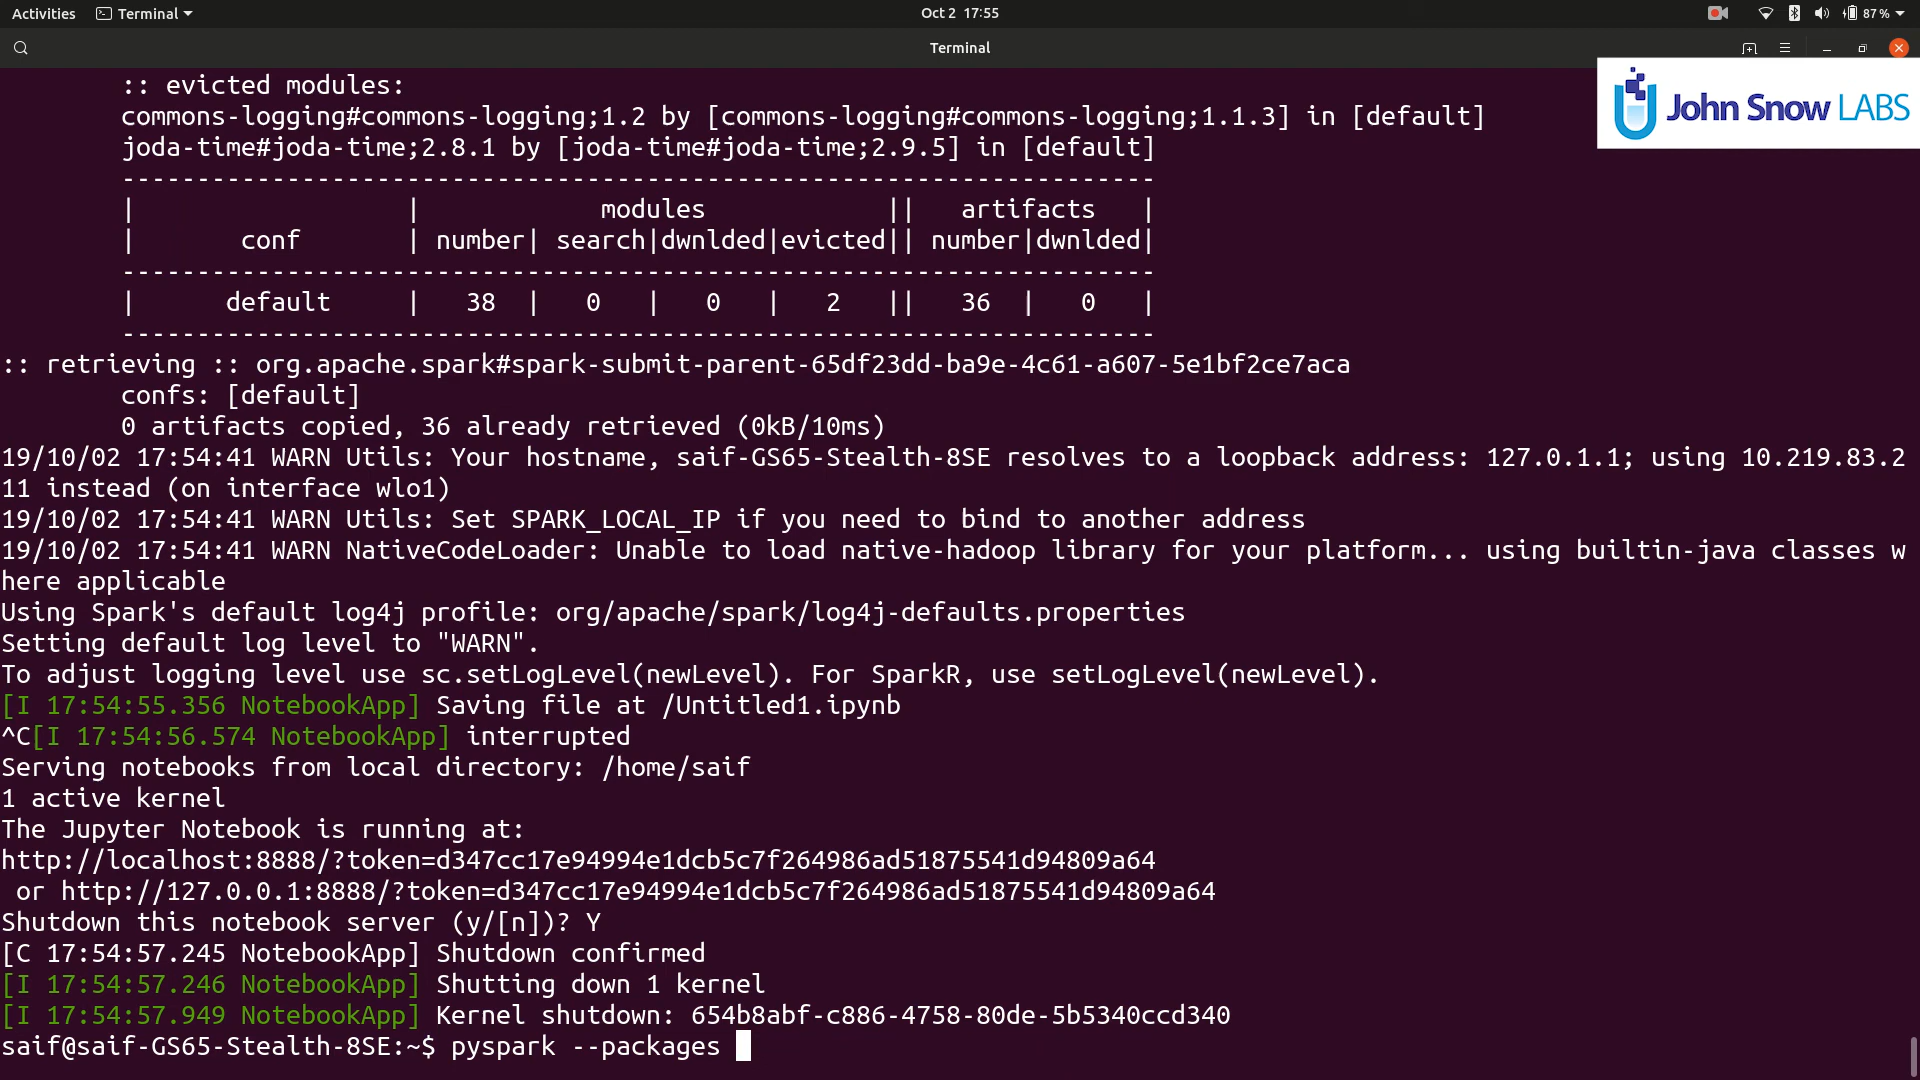 Activities Terminal Oct 2 17:55 87%
Terminal
John Snow LABS
:: evicted modules:
commons-logging#commons-logging;1.2 by [commons-logging#commons-logging;1.1.3] in [default]
joda-time#joda-time;2.8.1 by [joda-time#joda-time;2.9.5] in [default]
---------------------------------------------------------------------
|                  |            modules            ||   artifacts   |
|       conf       | number| search|dwnlded|evicted|| number|dwnlded|
---------------------------------------------------------------------
|      default     |   38  |   0   |   0   |   2   ||   36  |   0   |
---------------------------------------------------------------------
:: retrieving :: org.apache.spark#spark-submit-parent-65df23dd-ba9e-4c61-a607-5e1bf2ce7aca
confs: [default]
0 artifacts copied, 36 already retrieved (0kB/10ms)
19/10/02 17:54:41 WARN Utils: Your hostname, saif-GS65-Stealth-8SE resolves to a loopback address: 127.0.1.1; using 10.219.83.2
11 instead (on interface wlo1)
19/10/02 17:54:41 WARN Utils: Set SPARK_LOCAL_IP if you need to bind to another address
19/10/02 17:54:41 WARN NativeCodeLoader: Unable to load native-hadoop library for your platform... using builtin-java classes w
here applicable
Using Spark's default log4j profile: org/apache/spark/log4j-defaults.properties
Setting default log level to "WARN".
To adjust logging level use sc.setLogLevel(newLevel). For SparkR, use setLogLevel(newLevel).
[I 17:54:55.356 NotebookApp] Saving file at /Untitled1.ipynb
^C[I 17:54:56.574 NotebookApp] interrupted
Serving notebooks from local directory: /home/saif
1 active kernel
The Jupyter Notebook is running at:
http://localhost:8888/?token=d347cc17e94994e1dcb5c7f264986ad51875541d94809a64
or http://127.0.0.1:8888/?token=d347cc17e94994e1dcb5c7f264986ad51875541d94809a64
Shutdown this notebook server (y/[n])? Y
[C 17:54:57.245 NotebookApp] Shutdown confirmed
[I 17:54:57.246 NotebookApp] Shutting down 1 kernel
[I 17:54:57.949 NotebookApp] Kernel shutdown: 654b8abf-c886-4758-80de-5b5340ccd340
saif@saif-GS65-Stealth-8SE:~$ pyspark --packages